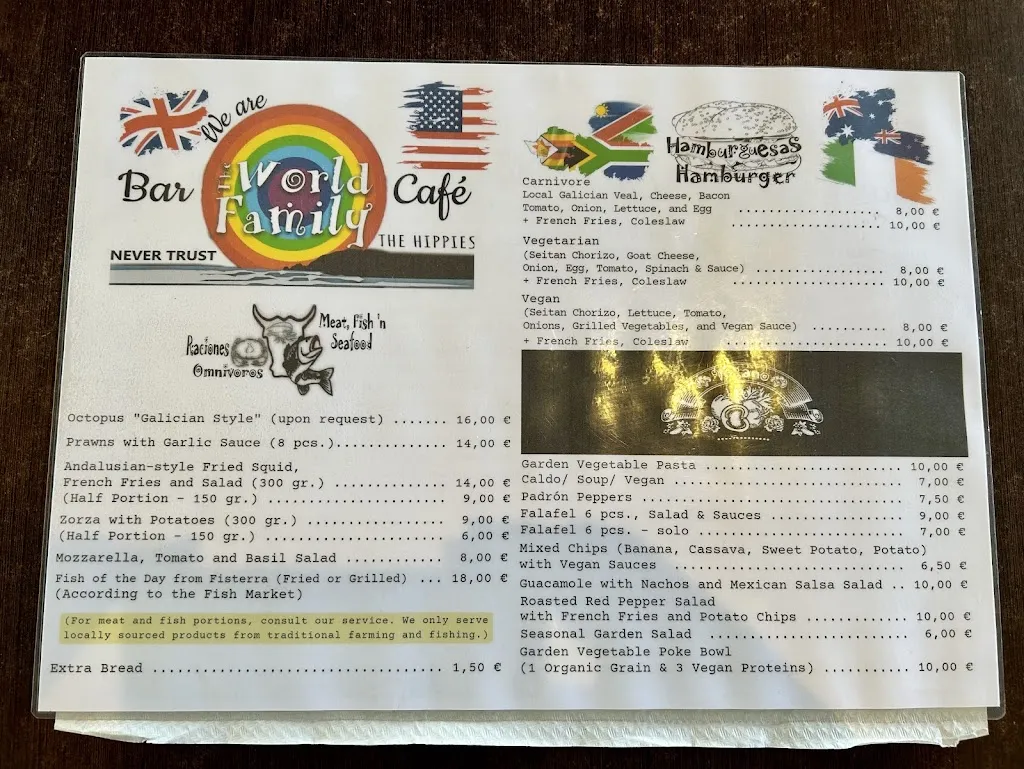 We are
The World
Family
Bar
Café
NEVER TRUST
THE HIPPIES
Raciones
Omnivoros
Meat, Fish 'n
Seafood
Octopus "Galician Style" (upon request) ....... 16,00 €
Prawns with Garlic Sauce (8 pcs.).............. 14,00 €
Andalusian-style Fried Squid,
French Fries and Salad (300 gr.) .............. 14,00 €
(Half Portion - 150 gr.) ...................... 9,00 €
Zorza with Potatoes (300 gr.) .................. 9,00 €
(Half Portion - 150 gr.) ....................... 6,00 €
Mozzarella, Tomato and Basil Salad ............. 8,00 €
Fish of the Day from Fisterra (Fried or Grilled) ... 18,00 €
(According to the Fish Market)
(For meat and fish portions, consult our service. We only serve
locally sourced products from traditional farming and fishing.)
Extra Bread .................................... 1,50 €
Hamburguesas
Hamburger
Carnivore
Local Galician Veal, Cheese, Bacon
Tomato, Onion, Lettuce, and Egg ..................... 8,00 €
+ French Fries, Coleslaw ..................... 10,00 €
Vegetarian
(Seitan Chorizo, Goat Cheese,
Onion, Egg, Tomato, Spinach & Sauce) .................. 8,00 €
+ French Fries, Coleslaw ..................... 10,00 €
Vegan
(Seitan Chorizo, Lettuce, Tomato,
Onions, Grilled Vegetables, and Vegan Sauce) .......... 8,00 €
+ French Fries, Coleslaw ...................... 10,00 €
Garden Vegetable Pasta .......................... 10,00 €
Caldo/ Soup/ Vegan .............................. 7,00 €
Padrón Peppers .................................. 7,50 €
Falafel 6 pcs., Salad & Sauces .................. 9,00 €
Falafel 6 pcs. - solo ........................... 7,00 €
Mixed Chips (Banana, Cassava, Sweet Potato, Potato)
with Vegan Sauces ............................... 6,50 €
Guacamole with Nachos and Mexican Salsa Salad .. 10,00 €
Roasted Red Pepper Salad
with French Fries and Potato Chips ............. 10,00 €
Seasonal Garden Salad ........................... 6,00 €
Garden Vegetable Poke Bowl
(1 Organic Grain & 3 Vegan Proteins) ........... 10,00 €